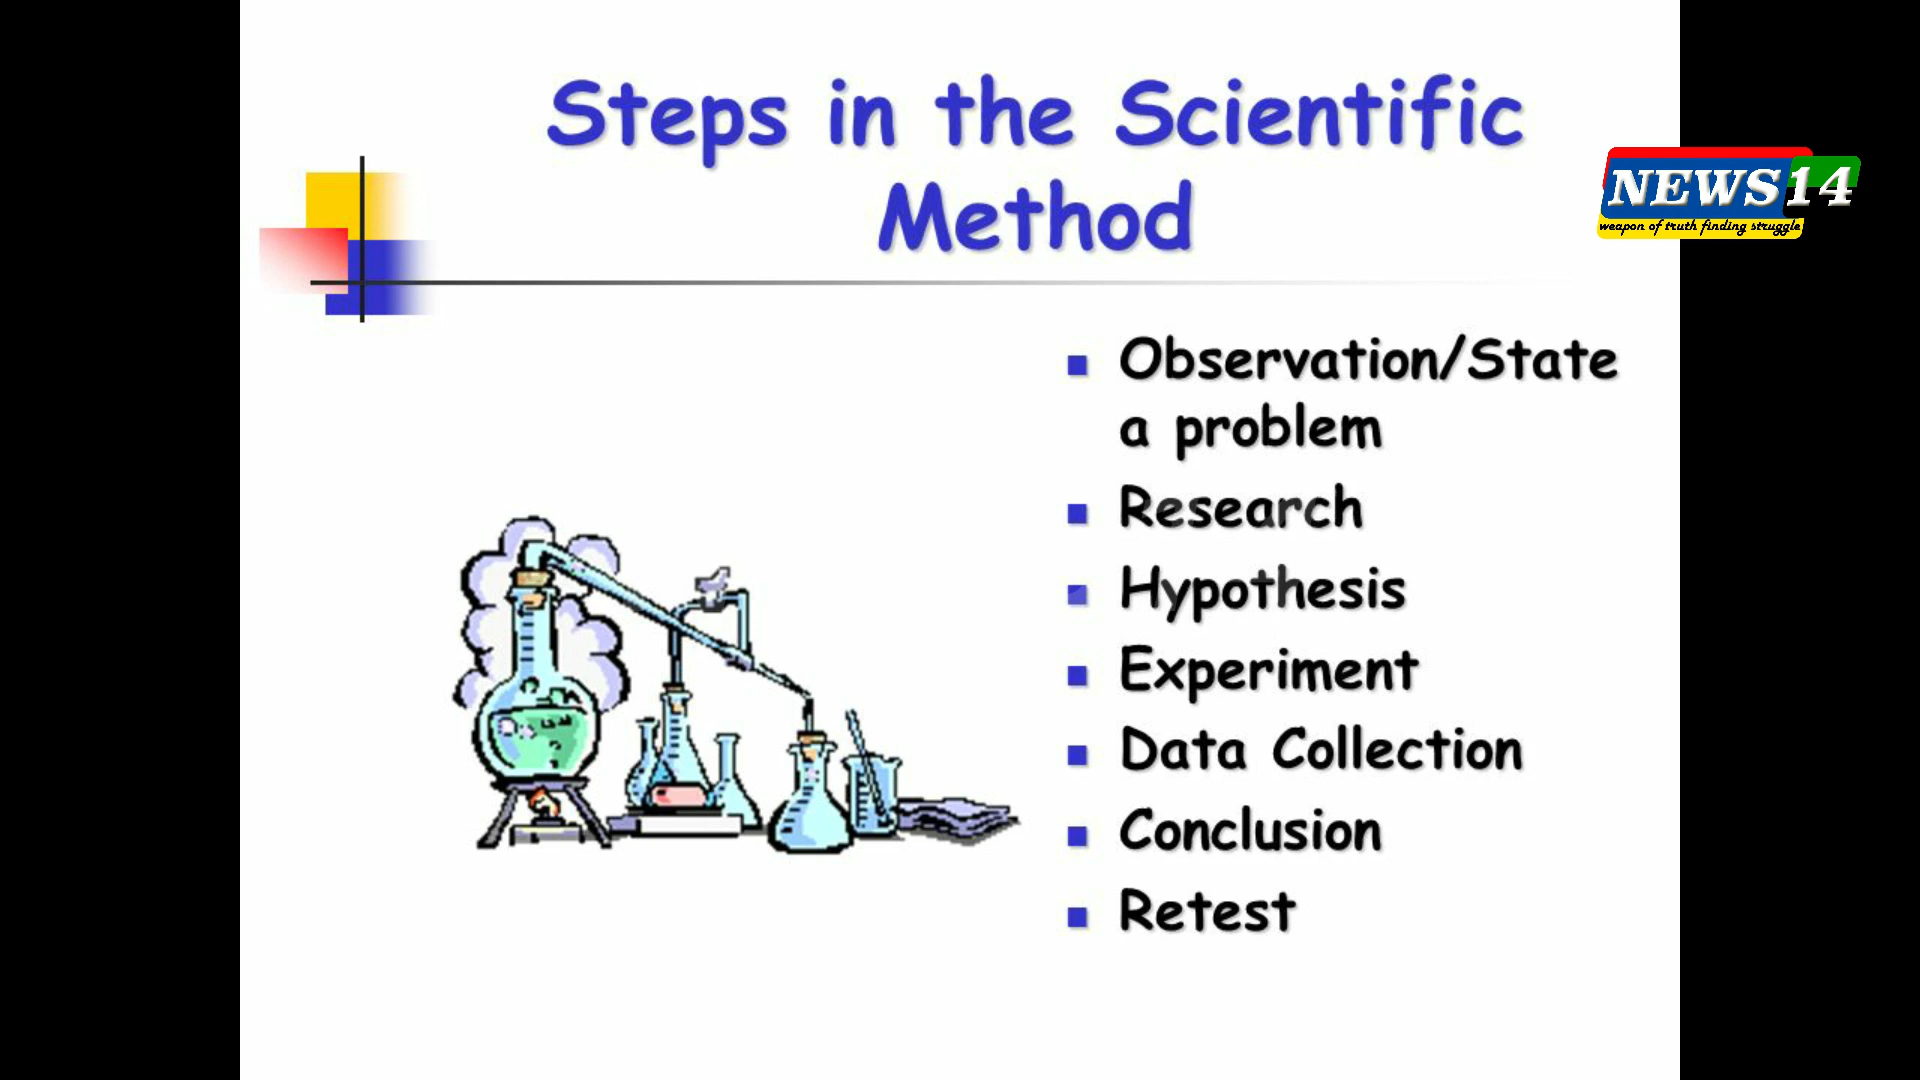 Steps in the Scientific
Method
NEWS14
weapon of truth finding struggle
Observation/State
a problem
Research
Hypothesis
Experiment
Data Collection
Conclusion
Retest